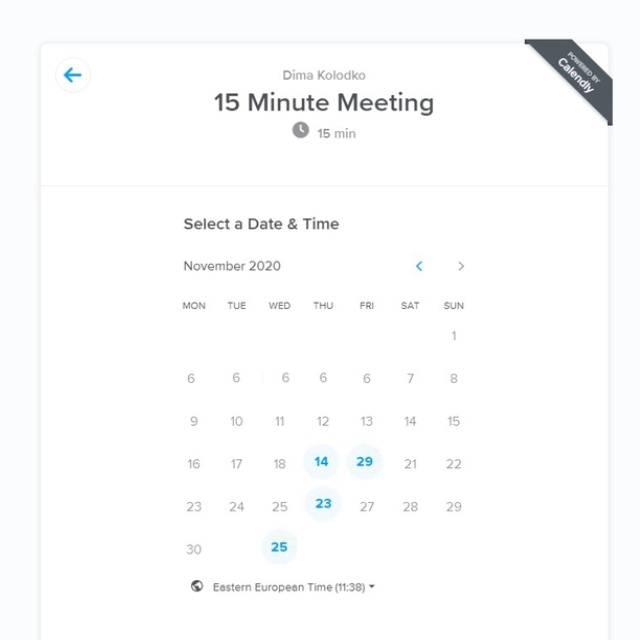 POWERED BY
Calendly
Dima Kolodko
15 Minute Meeting
15 min
Select a Date & Time
November 2020
MON TUE WED THU FRI SAT SUN
1
6 6 6 6 6 7 8
9 10 11 12 13 14 15
16 17 18 14 29 21 22
23 24 25 23 27 28 29
30 25
Eastern European Time (11:38)